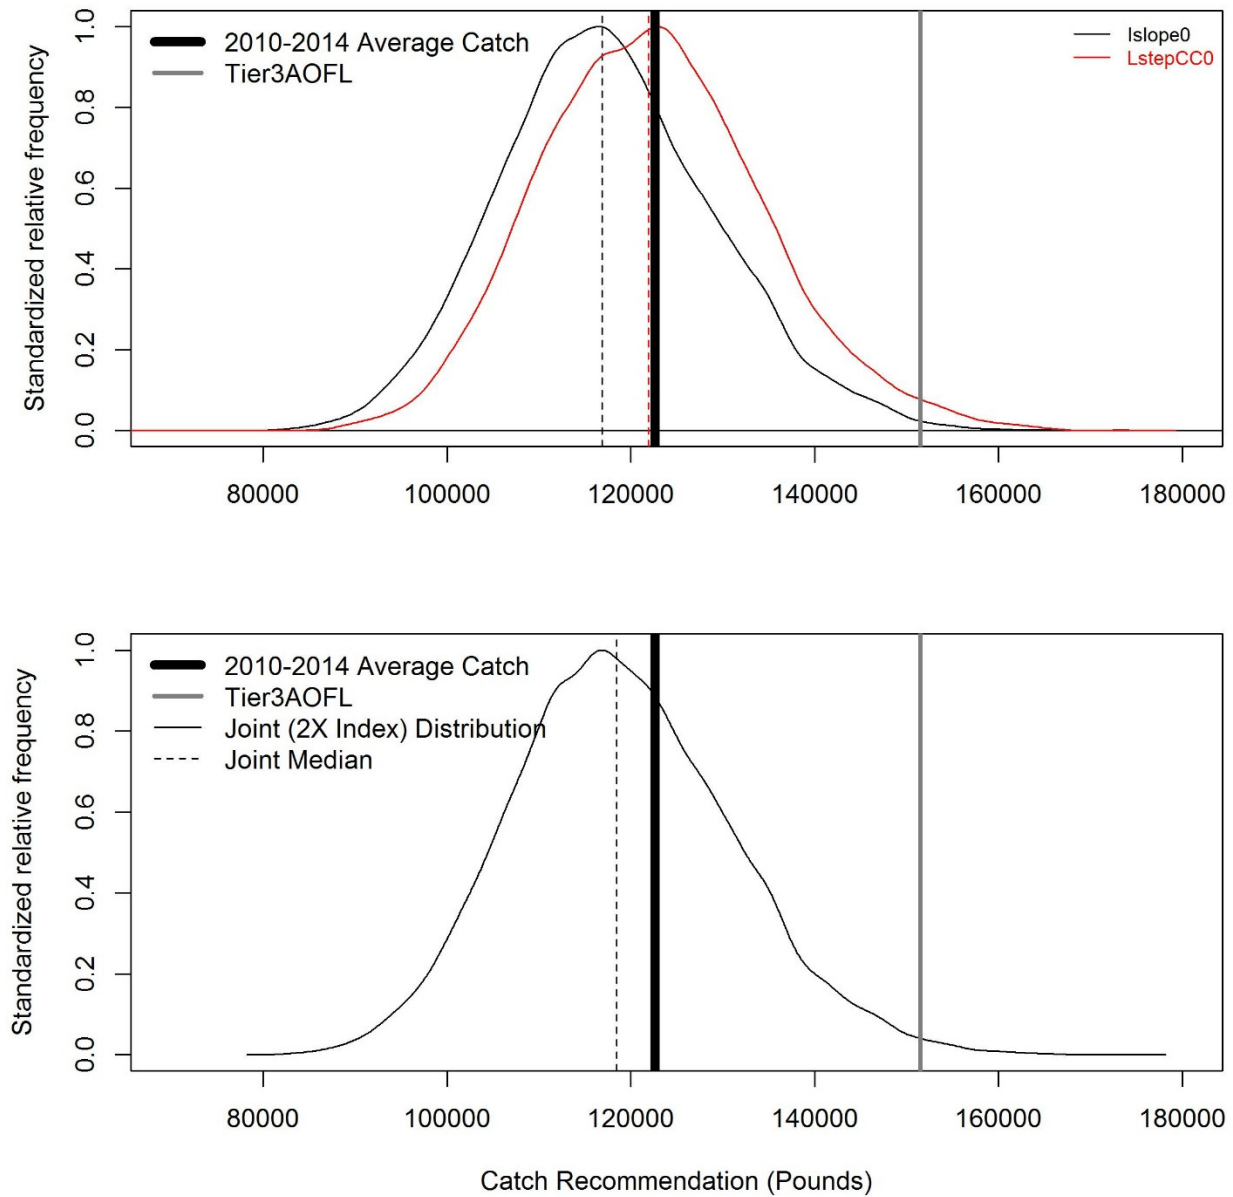 2010-2014 Average Catch
Tier3AOFL
Islope0
LstepCC0
Standardized relative frequency
0.0
0.2
0.4
0.6
0.8
1.0
80000
100000
120000
140000
160000
180000
2010-2014 Average Catch
Tier3AOFL
Joint (2X Index) Distribution
Joint Median
Standardized relative frequency
0.0
0.2
0.4
0.6
0.8
1.0
80000
100000
120000
140000
160000
180000
Catch Recommendation (Pounds)